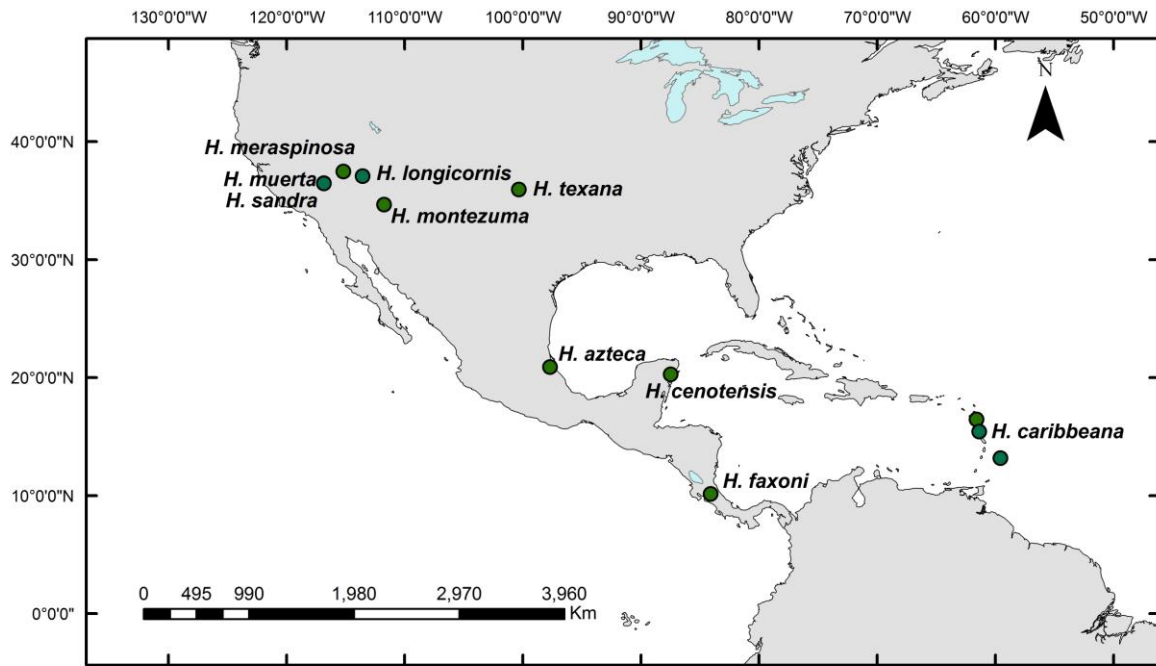 130°0'0"W 120°0'0"W 110°0'0"W 100°0'0"W 90°0'0"W 80°0'0"W 70°0'0"W 60°0'0"W 50°0'0"W
N
40°0'0"N
H. meraspinosa
H. muerta
H. longicornis
H. sandra
H. texana
H. montezuma
30°0'0"N
H. azteca
20°0'0"N
H. cenotensis
H. caribbeana
H. faxoni
10°0'0"N
0 495 990 1,980 2,970 3,960
Km
0°0'0"